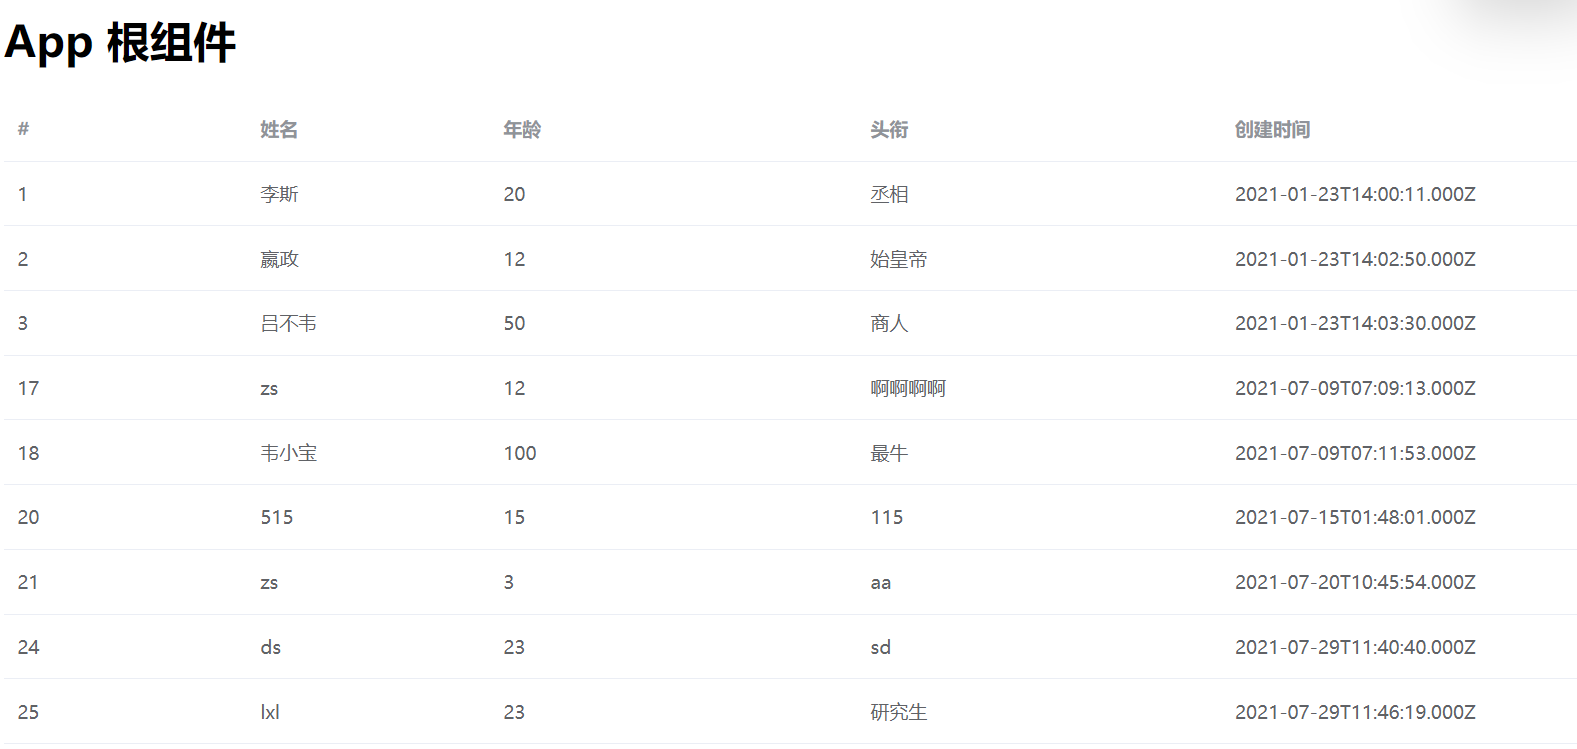 App 根组件
# 姓名 年龄 头衔 创建时间
1 李斯 20 丞相 2021-01-23T14:00:11.000Z
2 嬴政 12 始皇帝 2021-01-23T14:02:50.000Z
3 吕不韦 50 商人 2021-01-23T14:03:30.000Z
17 zs 12 啊啊啊啊 2021-07-09T07:09:13.000Z
18 韦小宝 100 最牛 2021-07-09T07:11:53.000Z
20 515 15 115 2021-07-15T01:48:01.000Z
21 zs 3 aa 2021-07-20T10:45:54.000Z
24 ds 23 sd 2021-07-29T11:40:40.000Z
25 lxl 23 研究生 2021-07-29T11:46:19.000Z